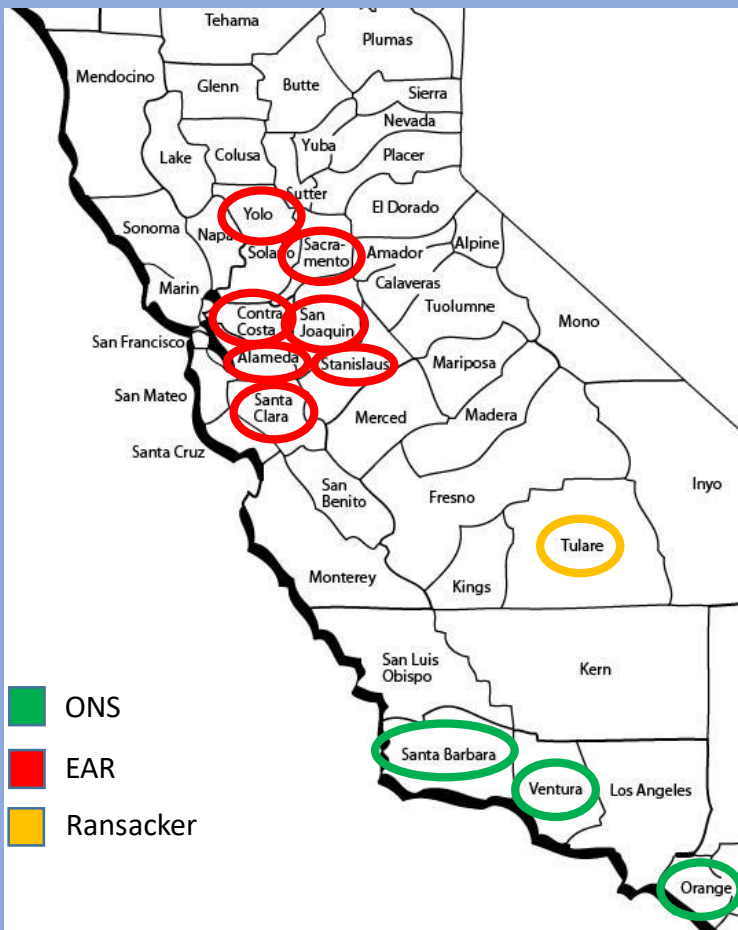 Tehama
Plumas
Mendocino
Glenn
Butte
Sierra
Nevada
Yuba
Placer
Lake
Colusa
Sutter
El Dorado
Yolo
Sonoma
Napa
Solano
Sacra-
mento
Amador
Alpine
Marin
Calaveras
Tuolumne
Contra
Costa
San
Joaquin
Mono
San Francisco
Alameda
Stanislaus
Mariposa
San Mateo
Santa
Clara
Merced
Madera
Santa Cruz
San
Benito
Fresno
Inyo
Tulare
Monterey
Kings
San Luis
Obispo
Kern
ONS
EAR
Ransacker
Santa Barbara
Ventura
Los Angeles
Orange